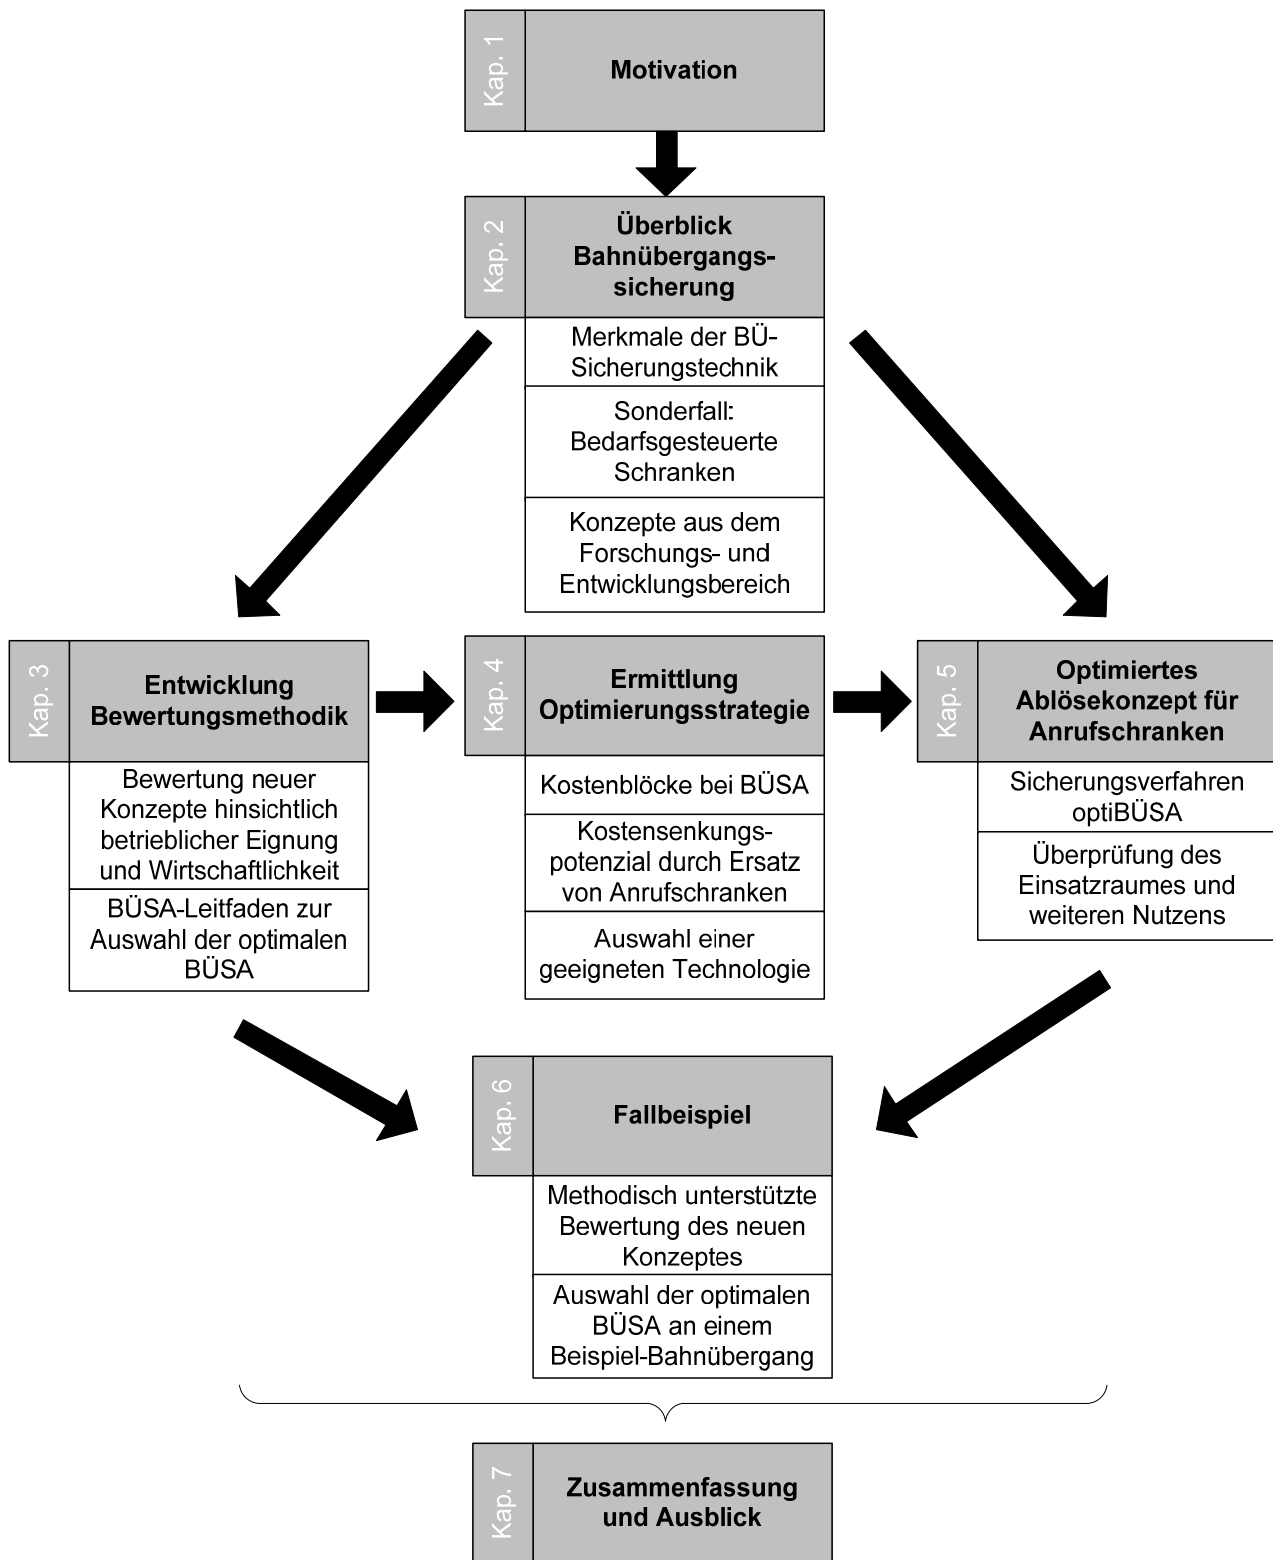 Kap. 1
Motivation
Kap. 2
Überblick
Bahnübergangs-
sicherung
Merkmale der BÜ-
Sicherungstechnik
Sonderfall:
Bedarfsgesteuerte
Schranken
Konzepte aus dem
Forschungs- und
Entwicklungsbereich
Kap. 3
Entwicklung
Bewertungsmethodik
Bewertung neuer
Konzepte hinsichtlich
betrieblicher Eignung
und Wirtschaftlichkeit
BÜSA-Leitfaden zur
Auswahl der optimalen
BÜSA
Kap. 4
Ermittlung
Optimierungsstrategie
Kostenblöcke bei BÜSA
Kostensenkungs-
potenzial durch Ersatz
von Anrufschranken
Auswahl einer
geeigneten Technologie
Kap. 5
Optimiertes
Ablösekonzept für
Anrufschranken
Sicherungsverfahren
optiBÜSA
Überprüfung des
Einsatzraumes und
weiteren Nutzens
Kap. 6
Fallbeispiel
Methodisch unterstützte
Bewertung des neuen
Konzeptes
Auswahl der optimalen
BÜSA an einem
Beispiel-Bahnübergang
Kap. 7
Zusammenfassung
und Ausblick